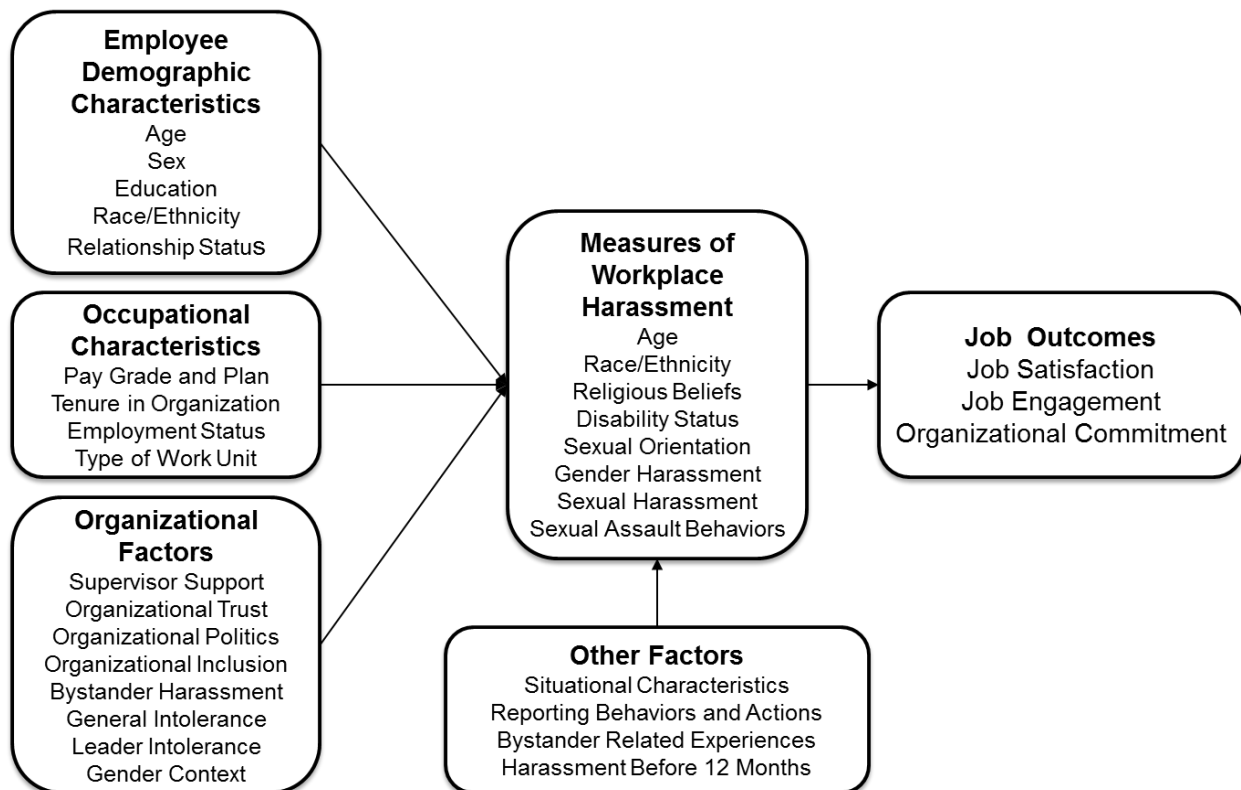 Employee
Demographic
Characteristics
Age
Sex
Education
Race/Ethnicity
Relationship Status
Occupational
Characteristics
Pay Grade and Plan
Tenure in Organization
Employment Status
Type of Work Unit
Organizational
Factors
Supervisor Support
Organizational Trust
Organizational Politics
Organizational Inclusion
Bystander Harassment
General Intolerance
Leader Intolerance
Gender Context
Measures of
Workplace
Harassment
Age
Race/Ethnicity
Religious Beliefs
Disability Status
Sexual Orientation
Gender Harassment
Sexual Harassment
Sexual Assault Behaviors
Other Factors
Situational Characteristics
Reporting Behaviors and Actions
Bystander Related Experiences
Harassment Before 12 Months
Job Outcomes
Job Satisfaction
Job Engagement
Organizational Commitment